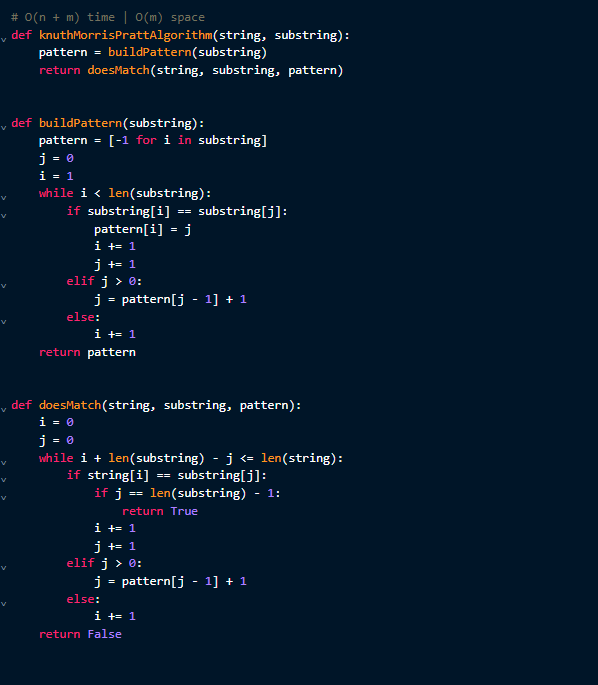 # O(n + m) time | O(m) space
def knuthMorrisPrattAlgorithm(string, substring):
    pattern = buildPattern(substring)
    return doesMatch(string, substring, pattern)
def buildPattern(substring):
    pattern = [-1 for i in substring]
    j = 0
    i = 1
    while i < len(substring):
        if substring[i] == substring[j]:
            pattern[i] = j
            i += 1
            j += 1
        elif j > 0:
            j = pattern[j - 1] + 1
        else:
            i += 1
    return pattern
def doesMatch(string, substring, pattern):
    i = 0
    j = 0
    while i + len(substring) - j <= len(string):
        if string[i] == substring[j]:
            if j == len(substring) - 1:
                return True
            i += 1
            j += 1
        elif j > 0:
            j = pattern[j - 1] + 1
        else:
            i += 1
    return False